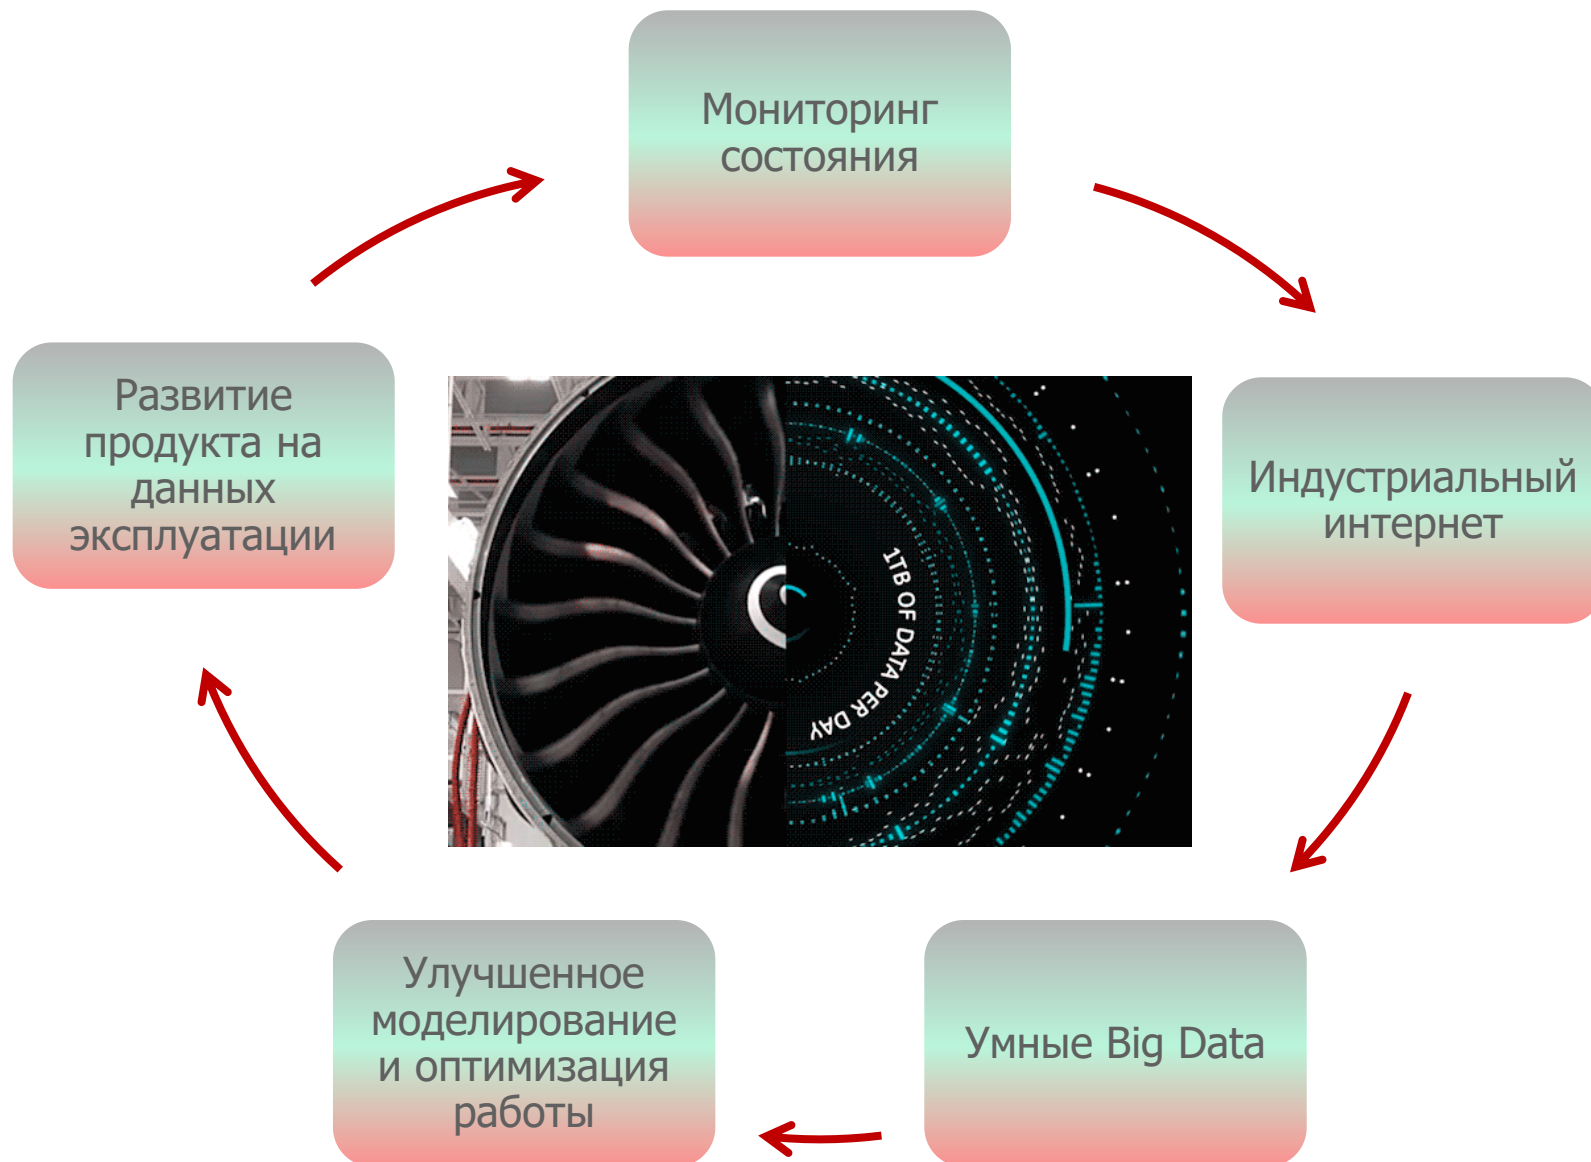 Мониторинг
состояния
Развитие
продукта на
данных
эксплуатации
Индустриальный
интернет
1TB OF DATA PER DAY
Улучшенное
моделирование
и оптимизация
работы
Умные Big Data